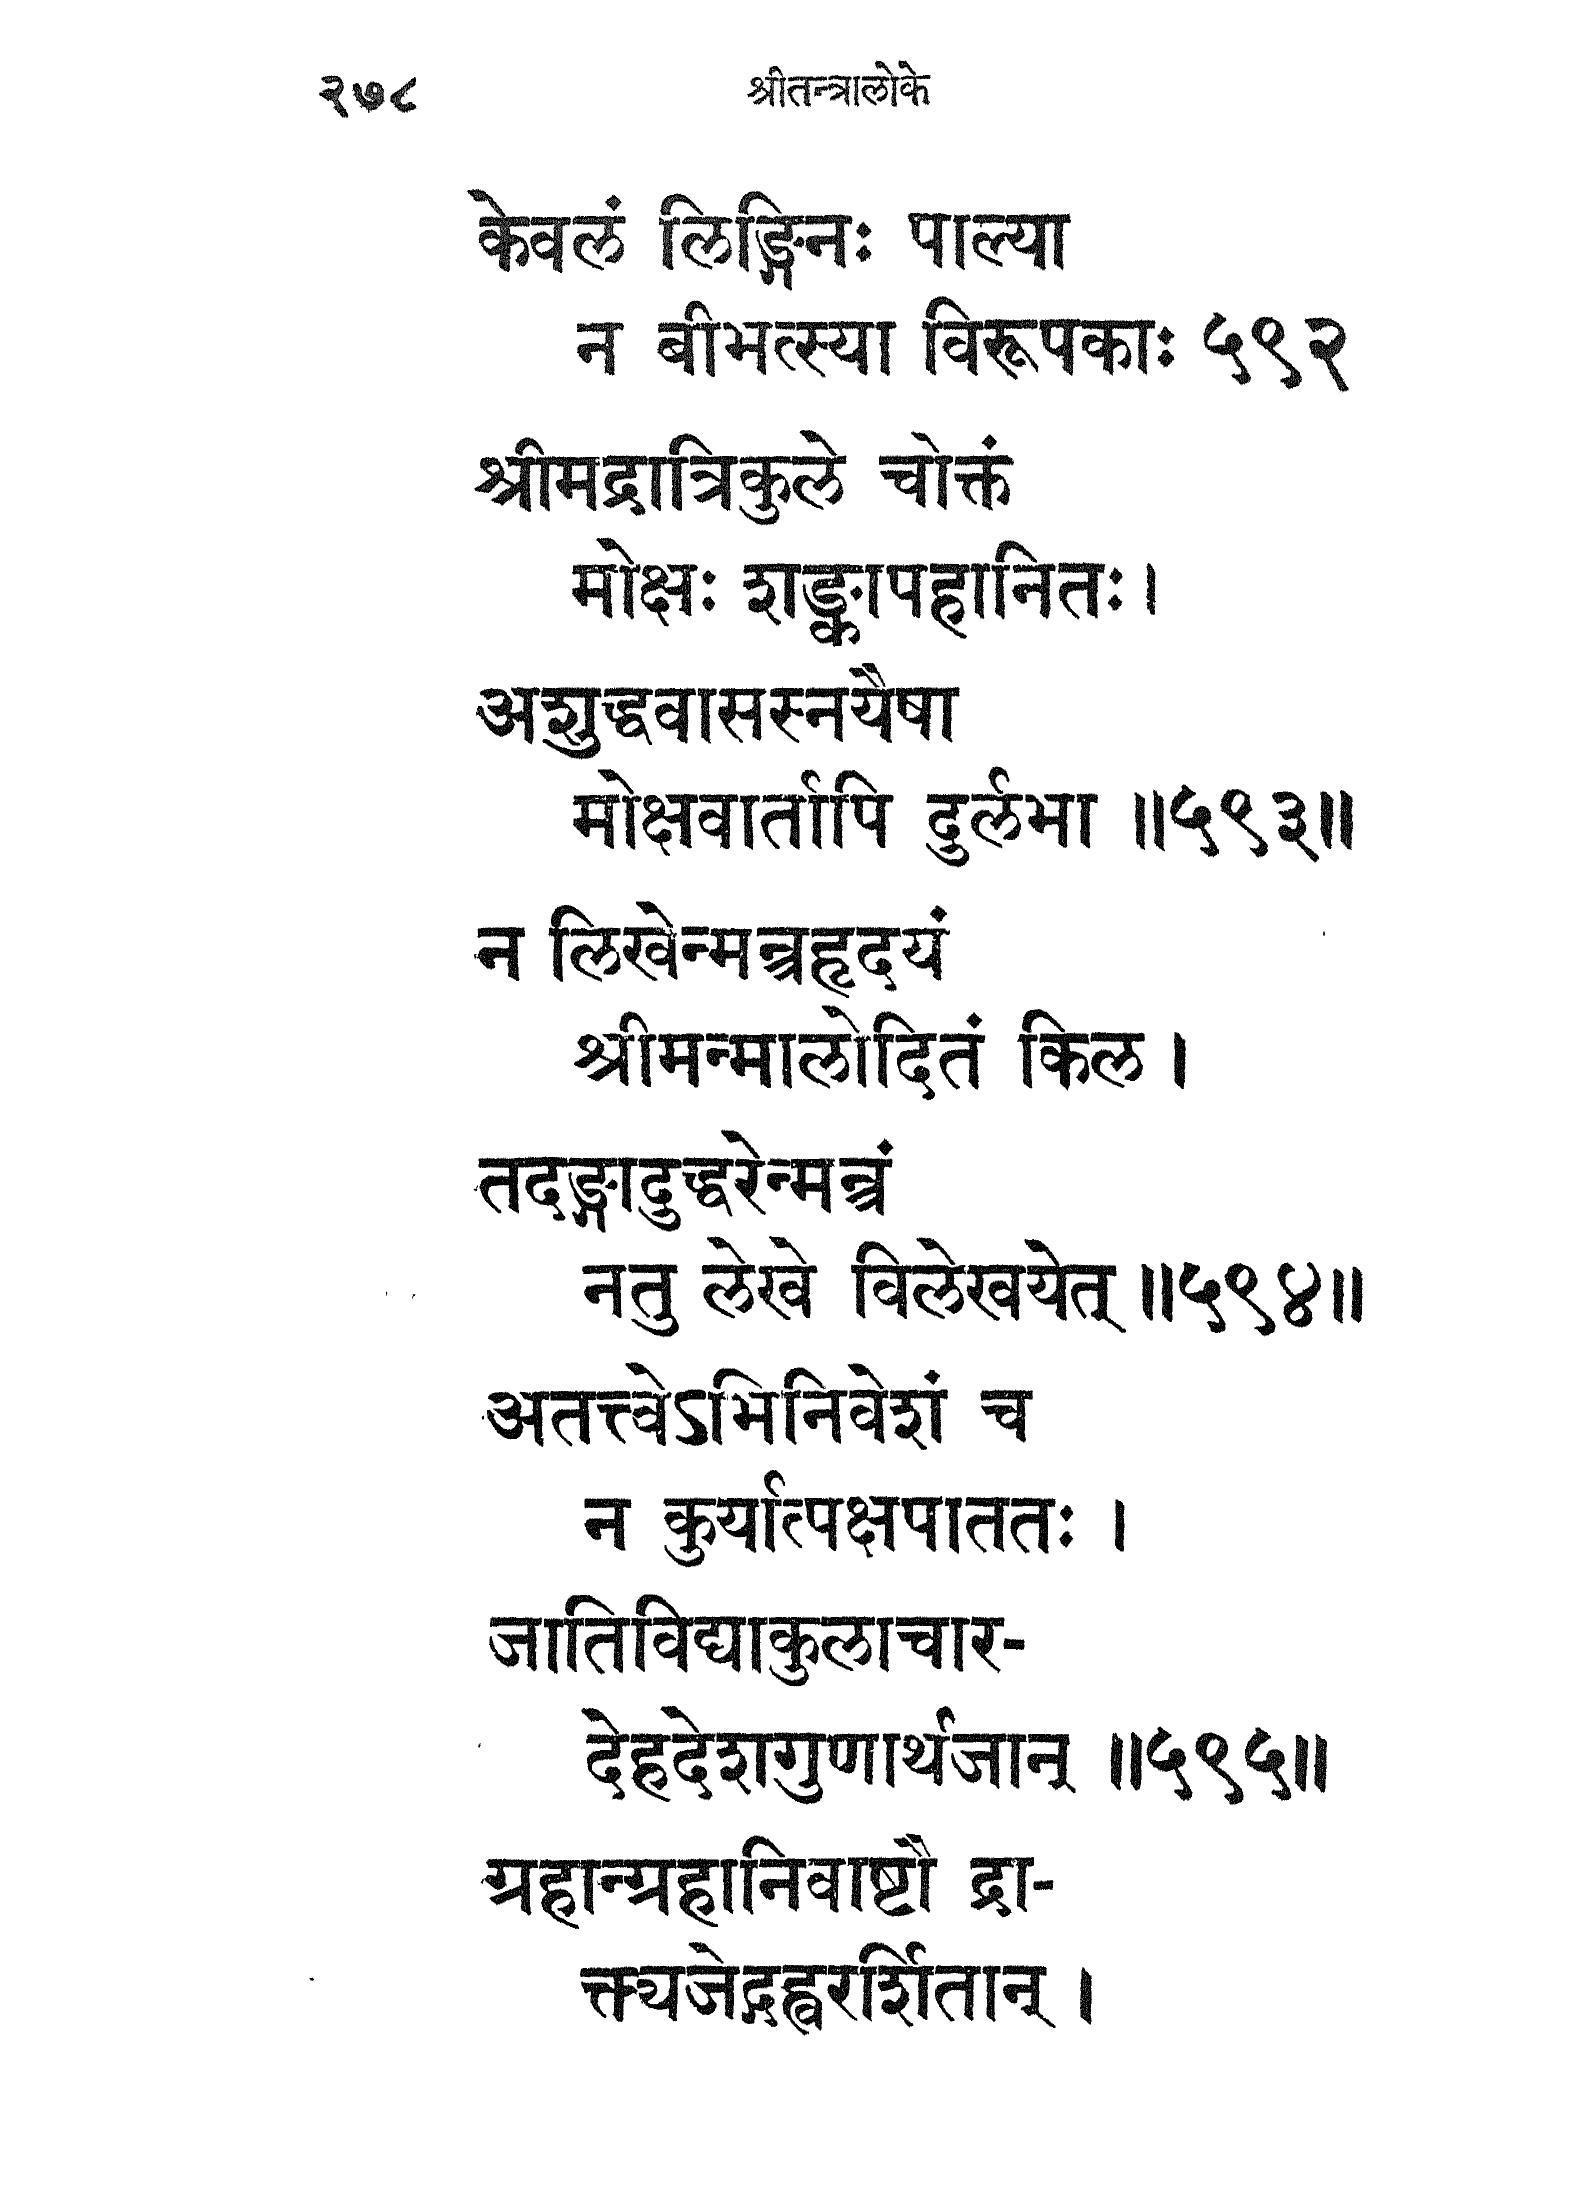 २७८ श्रीतन्त्रालोके
केवलं लिङ्गिनः पाल्या
न बीभत्स्या विरूपकाः ५९२
श्रीमद्रात्रिकुले चोक्तं
मोक्षः शङ्कापहानितः।
अशुद्धवासस्नयैषा
मोक्षवार्तापि दुर्लभा ॥५९३॥
न लिखेन्मन्त्रहृदयं
श्रीमन्मालोदितं किल ।
तदङ्गादुद्धरेन्मन्त्रं
नतु लेखे विलेखयेत् ॥५९४॥
अतत्त्वेऽभिनिवेशं च
न कुर्यात्पक्षपाततः ।
जातिविद्याकुलाचार-
देहदेशगुणार्थजान् ॥५९५॥
ग्रहान्ग्रहानिवाष्टौ द्रा-
क्त्यजेद्गह्वरर्शितान् ।